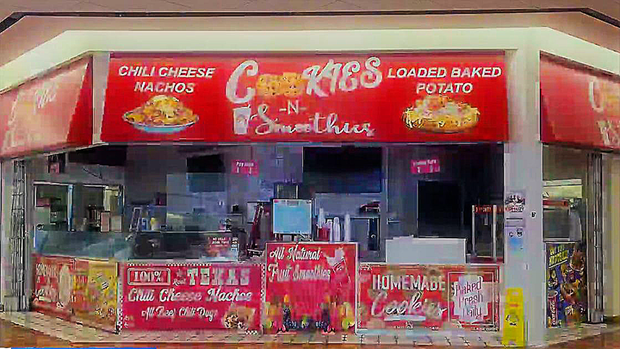 CHILI CHEESE
NACHOS
COOKIES
-N-
Smoothies
LOADED BAKED
POTATO
100%
TEXAS
Chili Cheese Nachos
All Beef Chili Dogs
All Natural
Fruit Smoothies
HOMEMADE
Cookies
Baked
Fresh
Daily